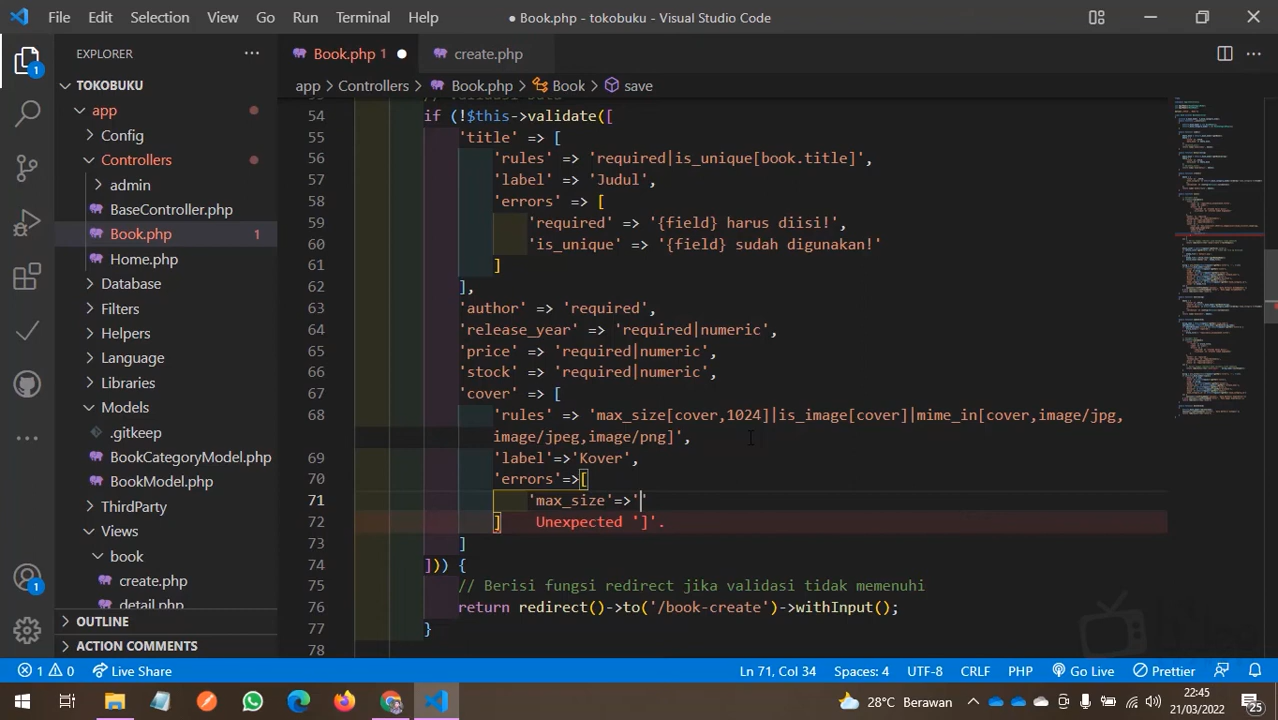 File Edit Selection View Go Run Terminal Help
● Book.php - tokobuku - Visual Studio Code
EXPLORER
TOKOBUKU
app
Config
Controllers
admin
BaseController.php
Book.php 1
Home.php
Database
Filters
Helpers
Language
Libraries
Models
.gitkeep
BookCategoryModel.php
BookModel.php
ThirdParty
Views
book
create.php
detail.php
OUTLINE
ACTION COMMENTS
1
1
Book.php 1 ●
create.php
app > Controllers > Book.php > Book > save
54 if (!$this->validate([
55 'title' => [
56 'rules' => 'required|is_unique[book.title]',
57 'label' => 'Judul',
58 'errors' => [
59 'required' => '{field} harus diisi!',
60 'is_unique' => '{field} sudah digunakan!'
61 ]
62 ],
63 'author' => 'required',
64 'release_year' => 'required|numeric',
65 'price' => 'required|numeric',
66 'stock' => 'required|numeric',
67 'cover' => [
68 'rules' => 'max_size[cover,1024]|is_image[cover]|mime_in[cover,image/jpg,
image/jpeg,image/png]',
69 'label'=>'Kover',
70 'errors'=>[
71 'max_size'=>''
72 ] Unexpected ']'.
73 ]
74 ])) {
75 // Berisi fungsi redirect jika validasi tidak memenuhi
76 return redirect()->to('/book-create')->withInput();
77 }
78
1 0 Live Share
Ln 71, Col 34 Spaces: 4 UTF-8 CRLF PHP Go Live Prettier
28°C Berawan
22:45
21/03/2022
25